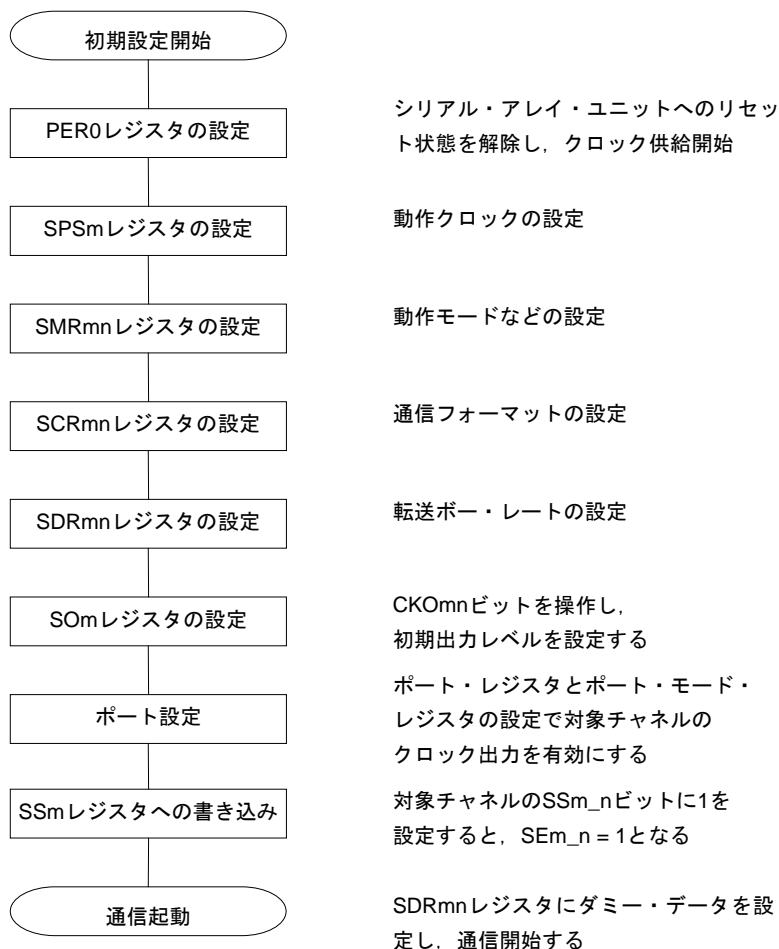 初期設定開始
PER0レジスタの設定
シリアル・アレイ・ユニットへのリセッ
ト状態を解除し，クロック供給開始
SPSmレジスタの設定
動作クロックの設定
SMRmnレジスタの設定
動作モードなどの設定
SCRmnレジスタの設定
通信フォーマットの設定
SDRmnレジスタの設定
転送ボー・レートの設定
SOmレジスタの設定
CKOmnビットを操作し，
初期出力レベルを設定する
ポート設定
ポート・レジスタとポート・モード・
レジスタの設定で対象チャネルの
クロック出力を有効にする
SSmレジスタへの書き込み
対象チャネルのSSm_nビットに1を
設定すると，SEm_n = 1となる
通信起動
SDRmnレジスタにダミー・データを設
定し，通信開始する